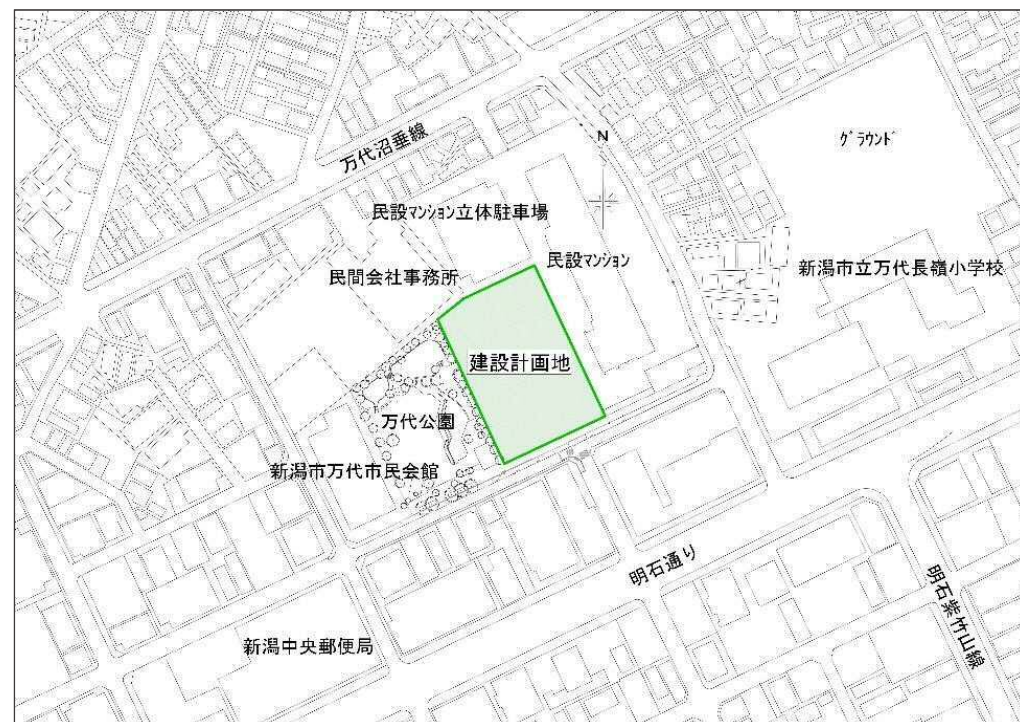 万代沼垂線
N
グラウンド
民設マンション立体駐車場
民設マンション
民間会社事務所
新潟市立万代長嶺小学校
建設計画地
万代公園
新潟市万代市民会館
明石通り
明石紫竹山線
新潟中央郵便局